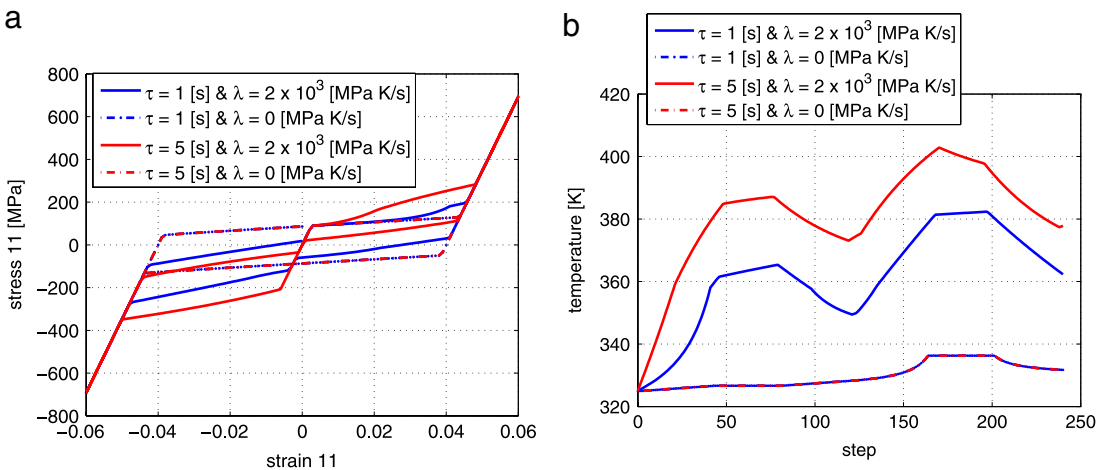 a
τ = 1 [s] & λ = 2 x 10³ [MPa K/s]
τ = 1 [s] & λ = 0 [MPa K/s]
τ = 5 [s] & λ = 2 x 10³ [MPa K/s]
τ = 5 [s] & λ = 0 [MPa K/s]
stress 11 [MPa]
800
600
400
200
0
−200
−400
−600
−800
−0.06
−0.04
−0.02
0
0.02
0.04
0.06
strain 11
b
τ = 1 [s] & λ = 2 x 10³ [MPa K/s]
τ = 1 [s] & λ = 0 [MPa K/s]
τ = 5 [s] & λ = 2 x 10³ [MPa K/s]
τ = 5 [s] & λ = 0 [MPa K/s]
temperature [K]
420
400
380
360
340
320
0
50
100
150
200
250
step